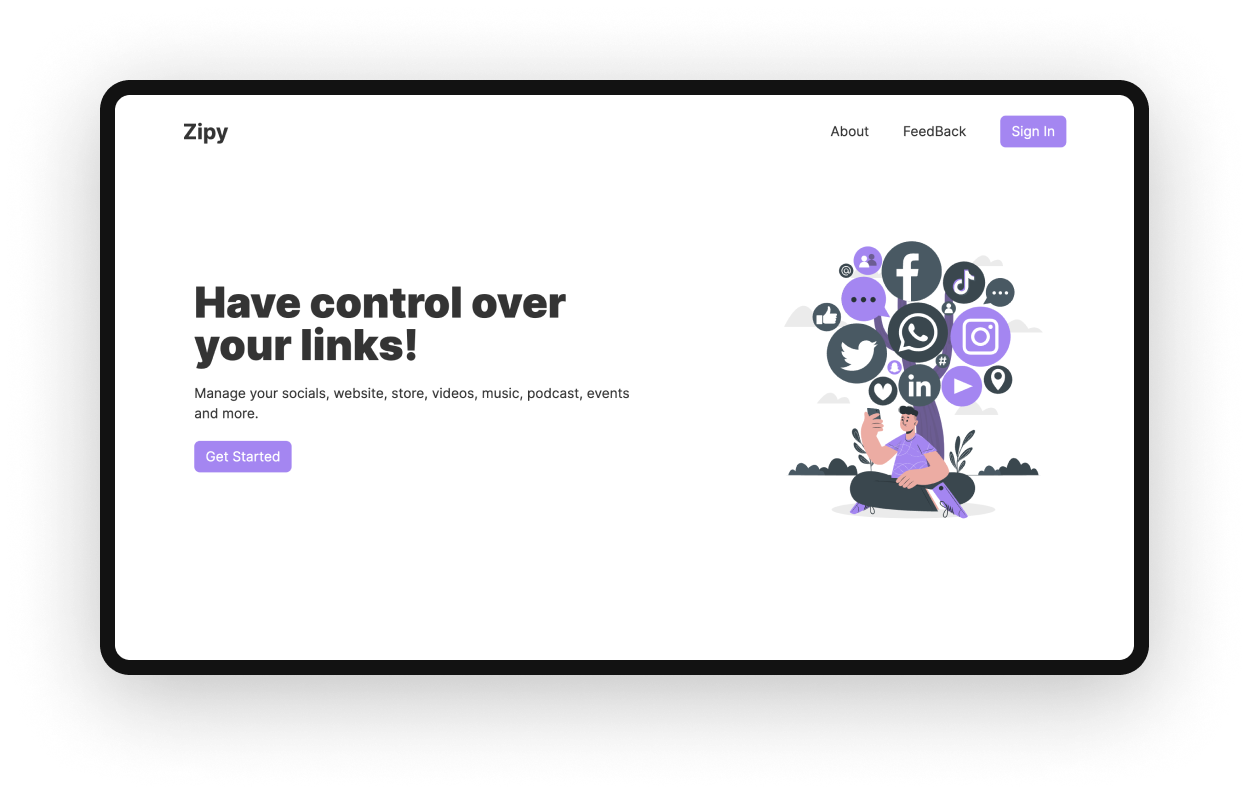 Zipy
About
FeedBack
Sign In
Have control over
your links!
Manage your socials, website, store, videos, music, podcast, events
and more.
Get Started
@
#
in